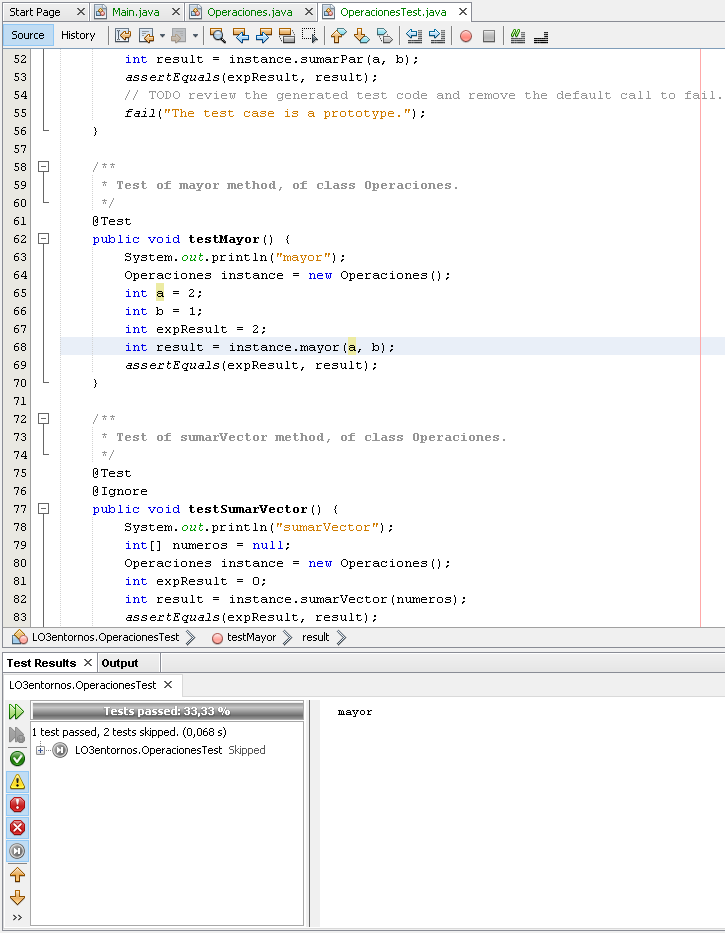 Start Page Main.java Operaciones.java OperacionesTest.java
Source History
52 int result = instance.sumarPar(a, b);
53 assertEquals(expResult, result);
54 // TODO review the generated test code and remove the default call to fail.
55 fail("The test case is a prototype.");
56 }
57
58 /**
59 * Test of mayor method, of class Operaciones.
60 */
61 @Test
62 public void testMayor() {
63 System.out.println("mayor");
64 Operaciones instance = new Operaciones();
65 int a = 2;
66 int b = 1;
67 int expResult = 2;
68 int result = instance.mayor(a, b);
69 assertEquals(expResult, result);
70 }
71
72 /**
73 * Test of sumarVector method, of class Operaciones.
74 */
75 @Test
76 @Ignore
77 public void testSumarVector() {
78 System.out.println("sumarVector");
79 int[] numeros = null;
80 Operaciones instance = new Operaciones();
81 int expResult = 0;
82 int result = instance.sumarVector(numeros);
83 assertEquals(expResult, result);
LO3entornos.OperacionesTest testMayor result
Test Results Output
LO3entornos.OperacionesTest
Tests passed: 33,33 %
mayor
1 test passed, 2 tests skipped. (0,068 s)
LO3entornos.OperacionesTest Skipped